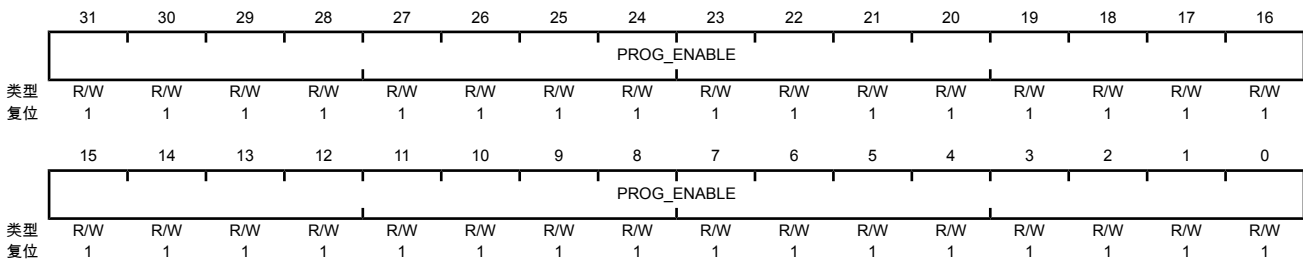 31 30 29 28 27 26 25 24 23 22 21 20 19 18 17 16
PROG_ENABLE
类型 R/W R/W R/W R/W R/W R/W R/W R/W R/W R/W R/W R/W R/W R/W R/W R/W
复位 1 1 1 1 1 1 1 1 1 1 1 1 1 1 1 1
15 14 13 12 11 10 9 8 7 6 5 4 3 2 1 0
PROG_ENABLE
类型 R/W R/W R/W R/W R/W R/W R/W R/W R/W R/W R/W R/W R/W R/W R/W R/W
复位 1 1 1 1 1 1 1 1 1 1 1 1 1 1 1 1